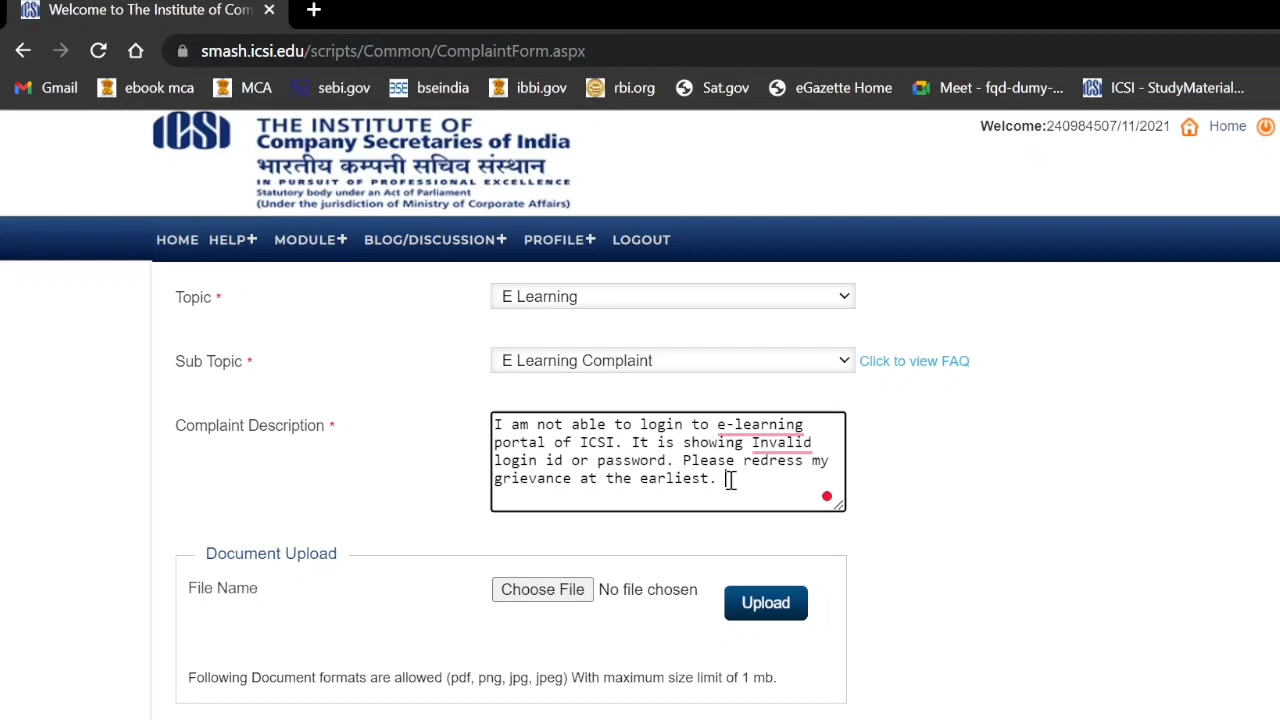 Welcome to The Institute of Com
smash.icsi.edu/scripts/Common/ComplaintForm.aspx
Gmail ebook mca MCA sebi.gov bseindia ibbi.gov rbi.org Sat.gov eGazette Home Meet - fqd-dumy-... ICSI - StudyMaterial...
ICSI
THE INSTITUTE OF
Company Secretaries of India
भारतीय कम्पनी सचिव संस्थान
IN PURSUIT OF PROFESSIONAL EXCELLENCE
Statutory body under an Act of Parliament
(Under the jurisdiction of Ministry of Corporate Affairs)
Welcome:240984507/11/2021 Home
HOME HELP+ MODULE+ BLOG/DISCUSSION+ PROFILE+ LOGOUT
Topic * E Learning
Sub Topic * E Learning Complaint Click to view FAQ
Complaint Description *
I am not able to login to e-learning
portal of ICSI. It is showing Invalid
login id or password. Please redress my
grievance at the earliest.
Document Upload
File Name Choose File No file chosen Upload
Following Document formats are allowed (pdf, png, jpg, jpeg) With maximum size limit of 1 mb.